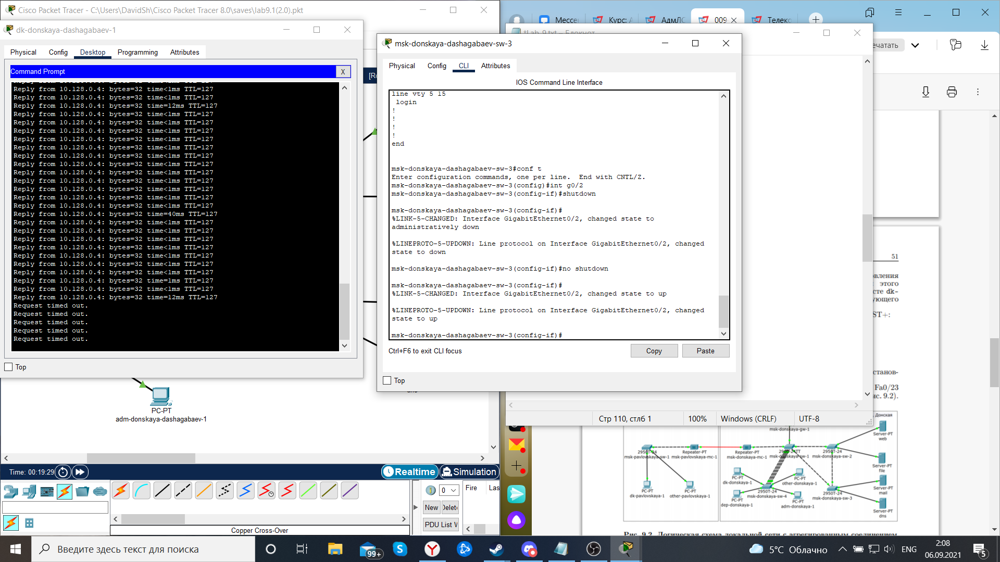 Cisco Packet Tracer - C:\Users\DavidSh\Cisco Packet Tracer 8.0\saves\lab9.1(2.0).pkt
dk-donskaya-dashagabaev-1
Physical
Config
Desktop
Programming
Attributes
Command Prompt
X
Reply from 10.128.0.4: bytes=32 time<1ms TTL=127
Reply from 10.128.0.4: bytes=32 time<1ms TTL=127
Reply from 10.128.0.4: bytes=32 time=12ms TTL=127
Reply from 10.128.0.4: bytes=32 time<1ms TTL=127
Reply from 10.128.0.4: bytes=32 time<1ms TTL=127
Reply from 10.128.0.4: bytes=32 time<1ms TTL=127
Reply from 10.128.0.4: bytes=32 time<1ms TTL=127
Reply from 10.128.0.4: bytes=32 time<1ms TTL=127
Reply from 10.128.0.4: bytes=32 time<1ms TTL=127
Reply from 10.128.0.4: bytes=32 time<1ms TTL=127
Reply from 10.128.0.4: bytes=32 time<1ms TTL=127
Reply from 10.128.0.4: bytes=32 time<1ms TTL=127
Reply from 10.128.0.4: bytes=32 time<1ms TTL=127
Reply from 10.128.0.4: bytes=32 time<1ms TTL=127
Reply from 10.128.0.4: bytes=32 time<1ms TTL=127
Reply from 10.128.0.4: bytes=32 time=40ms TTL=127
Reply from 10.128.0.4: bytes=32 time<1ms TTL=127
Reply from 10.128.0.4: bytes=32 time<1ms TTL=127
Reply from 10.128.0.4: bytes=32 time<1ms TTL=127
Reply from 10.128.0.4: bytes=32 time<1ms TTL=127
Reply from 10.128.0.4: bytes=32 time<1ms TTL=127
Reply from 10.128.0.4: bytes=32 time<1ms TTL=127
Reply from 10.128.0.4: bytes=32 time<1ms TTL=127
Reply from 10.128.0.4: bytes=32 time=1ms TTL=127
Reply from 10.128.0.4: bytes=32 time<1ms TTL=127
Reply from 10.128.0.4: bytes=32 time=12ms TTL=127
Request timed out.
Request timed out.
Request timed out.
Request timed out.
Request timed out.
Top
PC-PT
adm-donskaya-dashagabaev-1
Time: 00:19:29
Realtime
Simulation
0
Fire
Las
New
Delete
PDU List W
Copper Cross-Over
[Ro
msk-donskaya-dashagabaev-sw-3
Physical
Config
CLI
Attributes
IOS Command Line Interface
line vty 5 15
login
!
!
!
!
end
msk-donskaya-dashagabaev-sw-3#conf t
Enter configuration commands, one per line.  End with CNTL/Z.
msk-donskaya-dashagabaev-sw-3(config)#int g0/2
msk-donskaya-dashagabaev-sw-3(config-if)#shutdown
msk-donskaya-dashagabaev-sw-3(config-if)#
%LINK-5-CHANGED: Interface GigabitEthernet0/2, changed state to
administratively down
%LINEPROTO-5-UPDOWN: Line protocol on Interface GigabitEthernet0/2, changed
state to down
msk-donskaya-dashagabaev-sw-3(config-if)#no shutdown
msk-donskaya-dashagabaev-sw-3(config-if)#
%LINK-5-CHANGED: Interface GigabitEthernet0/2, changed state to up
%LINEPROTO-5-UPDOWN: Line protocol on Interface GigabitEthernet0/2, changed
state to up
msk-donskaya-dashagabaev-sw-3(config-if)#
Ctrl+F6 to exit CLI focus
Copy
Paste
Top
Мессе
Курс: А
АдмЛС
009
Телекс
*Lab_9.txt – Блокнот
ечатать
Стр 110, стлб 1
100%
Windows (CRLF)
UTF-8
51
овления
этого
сте dk-
ующего
ST+:
станов-
Fa0/23
ис. 9.2).
Донская
msk-donskaya-gw-1
Server-PT
web
2950T-24
msk-pavlovskaya-sw-1
Repeater-PT
msk-pavlovskaya-mc-1
Repeater-PT
msk-donskaya-mc-1
msk-donskaya-sw-1
2950T-24
msk-donskaya-sw-2
Server-PT
file
PC-PT
dk-donskaya-1
PC-PT
other-donskaya-1
PC-PT
dk-pavlovskaya-1
PC-PT
other-pavlovskaya-1
2950T-24
msk-donskaya-sw-4
2950T-24
msk-donskaya-sw-3
Server-PT
mail
PC-PT
dep-donskaya-1
PC-PT
adm-donskaya-1
Server-PT
dns
Рис. 9.2. Логическая схема локальной сети с агрегированным соединением
Введите здесь текст для поиска
99+
5°C Облачно
ENG
2:08
06.09.2021
5